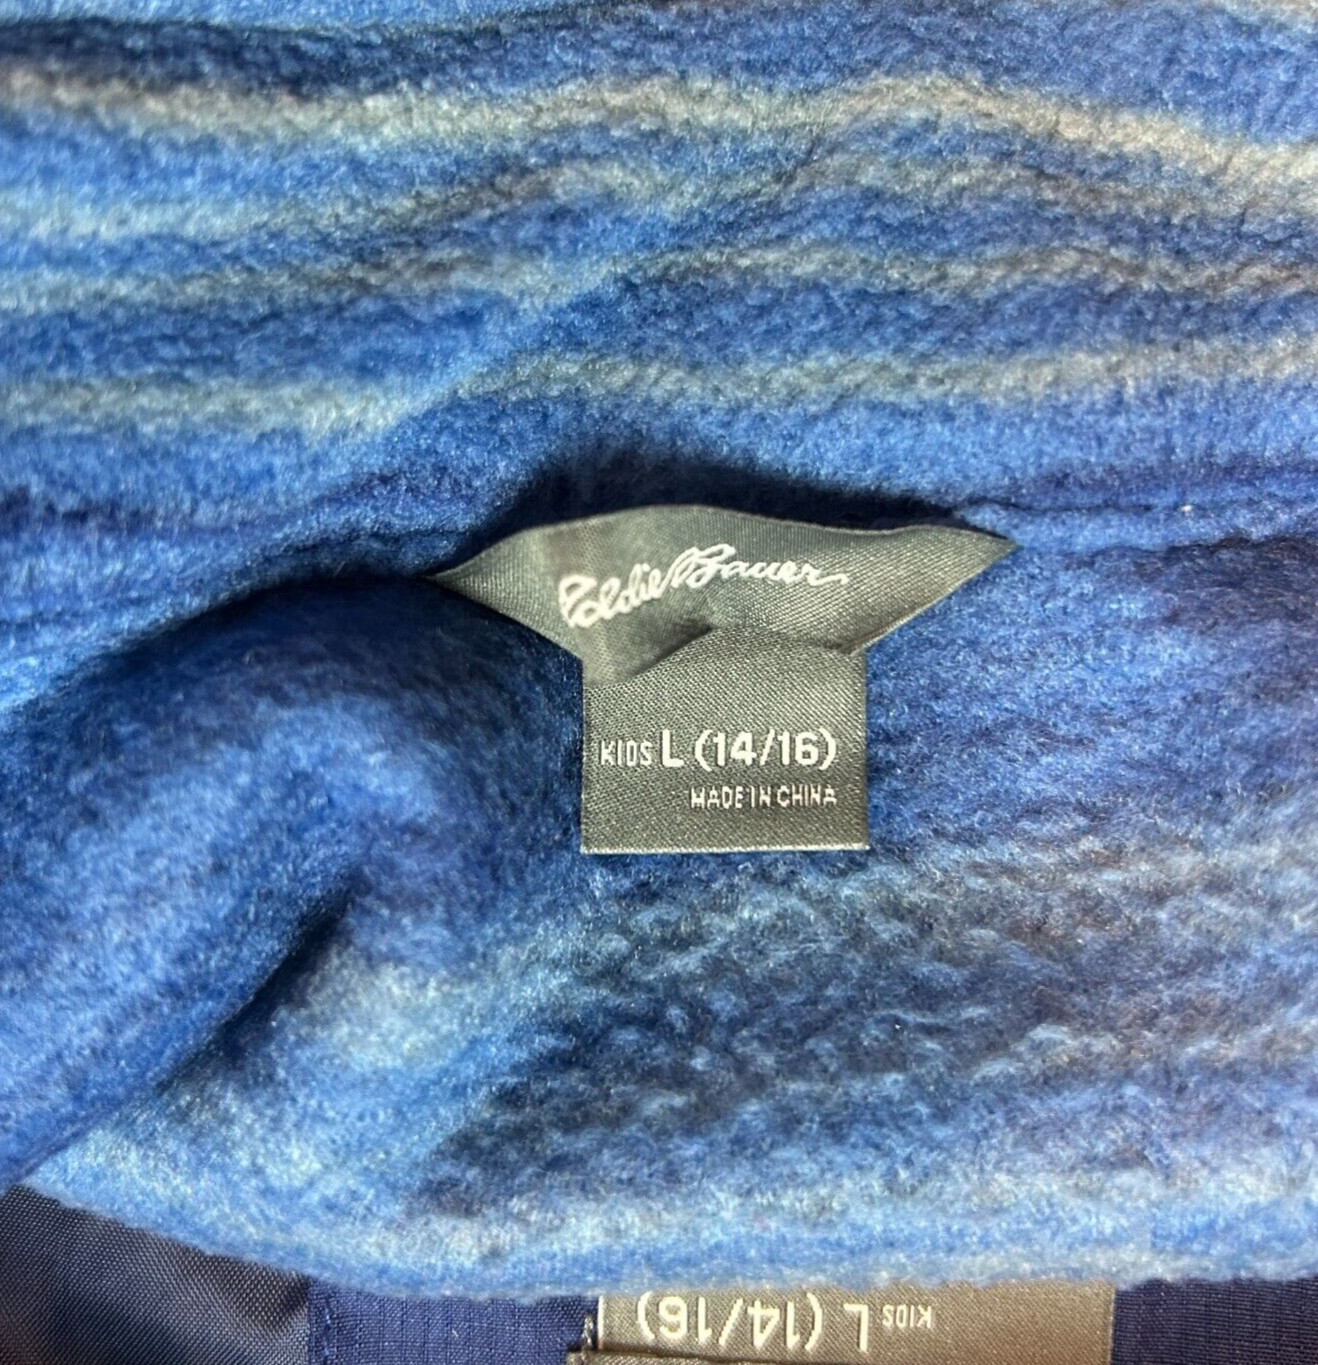 Eddie Bauer
KIDS L (14/16)
MADE IN CHINA
KIDS L (14/16)